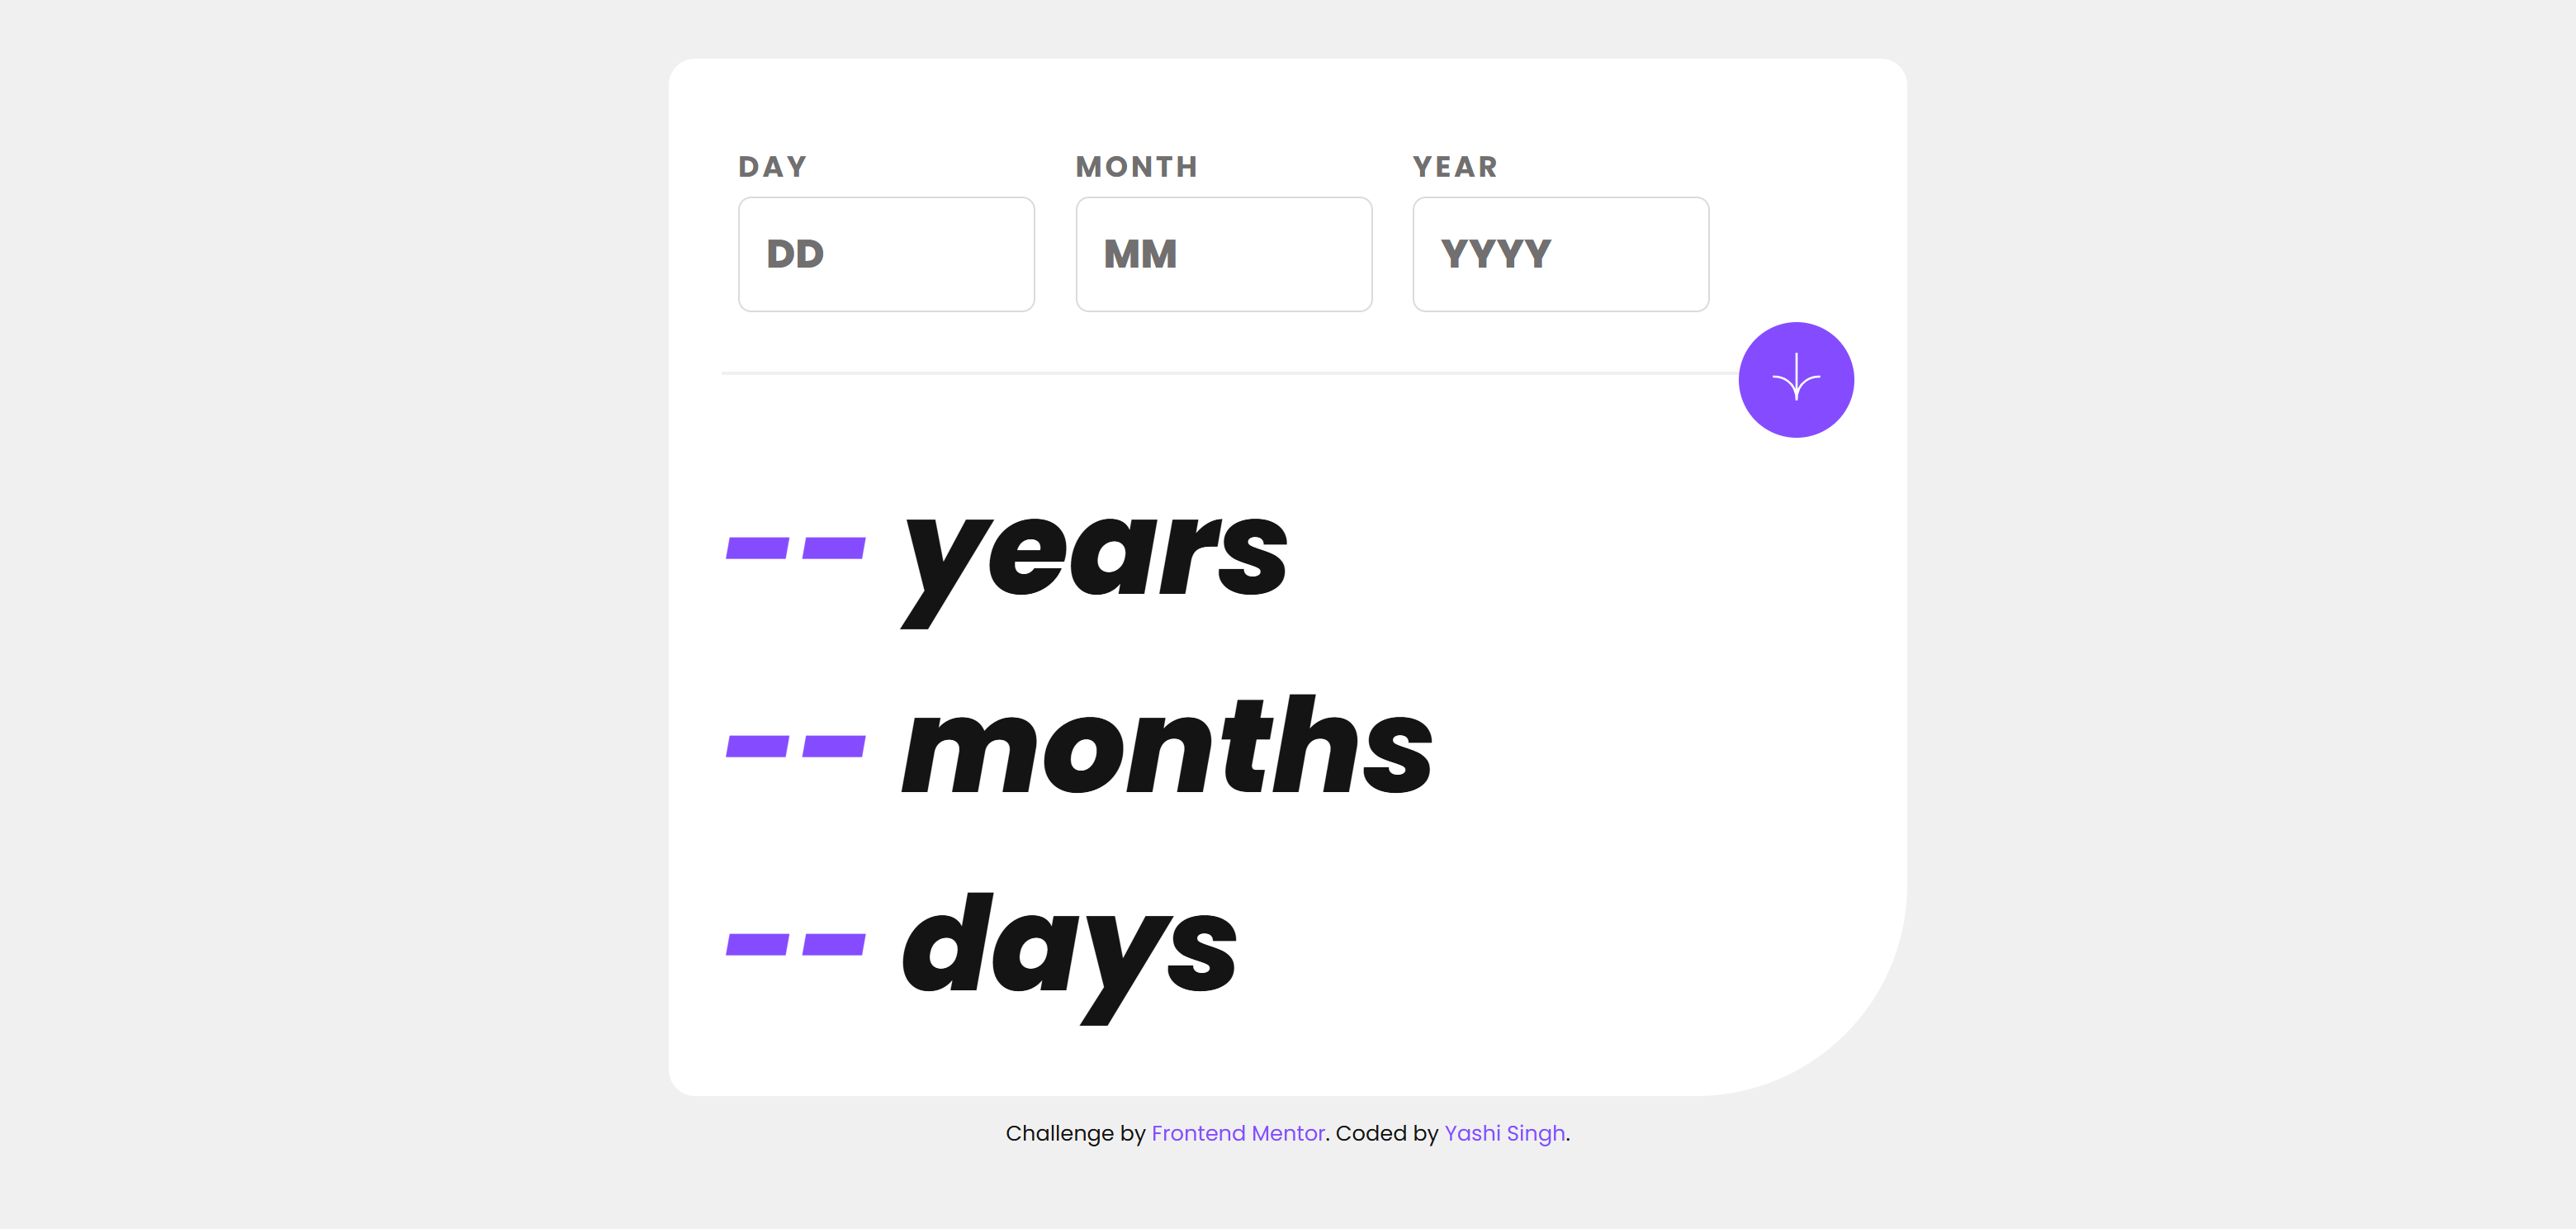 DAY MONTH YEAR
DD MM YYYY
-- years
-- months
-- days
Challenge by Frontend Mentor. Coded by Yashi Singh.